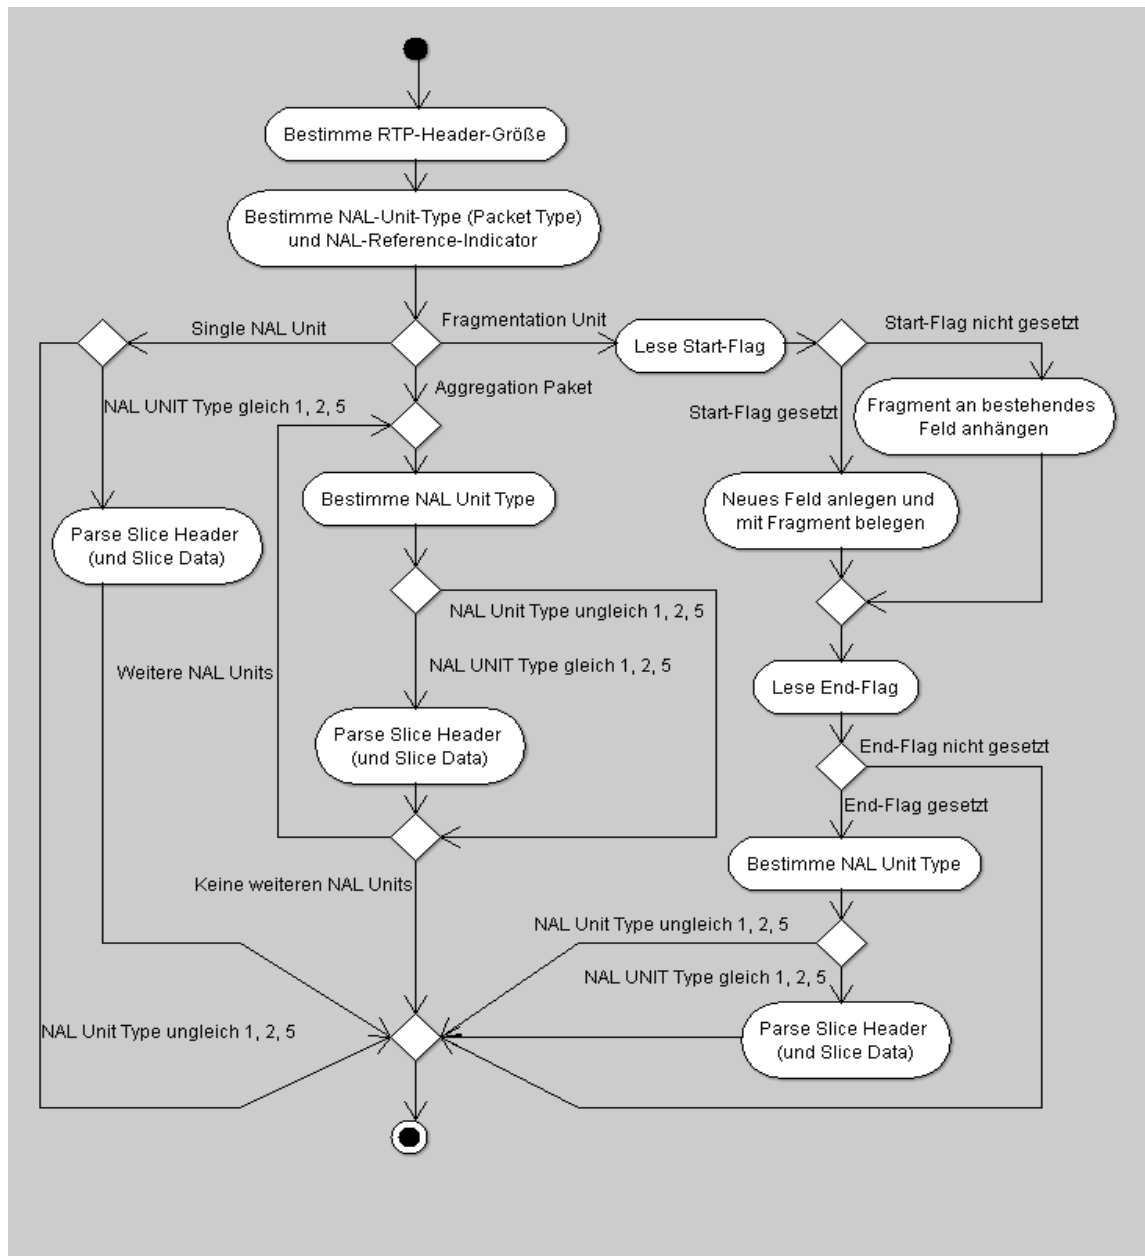 Bestimme RTP-Header-Größe
Bestimme NAL-Unit-Type (Packet Type)
und NAL-Reference-Indicator
Single NAL Unit
Fragmentation Unit
Lese Start-Flag
Start-Flag nicht gesetzt
Aggregation Paket
NAL UNIT Type gleich 1, 2, 5
Start-Flag gesetzt
Fragment an bestehendes
Feld anhängen
Bestimme NAL Unit Type
Neues Feld anlegen und
mit Fragment belegen
Parse Slice Header
(und Slice Data)
NAL Unit Type ungleich 1, 2, 5
NAL UNIT Type gleich 1, 2, 5
Weitere NAL Units
Lese End-Flag
Parse Slice Header
(und Slice Data)
End-Flag nicht gesetzt
End-Flag gesetzt
Bestimme NAL Unit Type
Keine weiteren NAL Units
NAL Unit Type ungleich 1, 2, 5
NAL UNIT Type gleich 1, 2, 5
NAL Unit Type ungleich 1, 2, 5
Parse Slice Header
(und Slice Data)